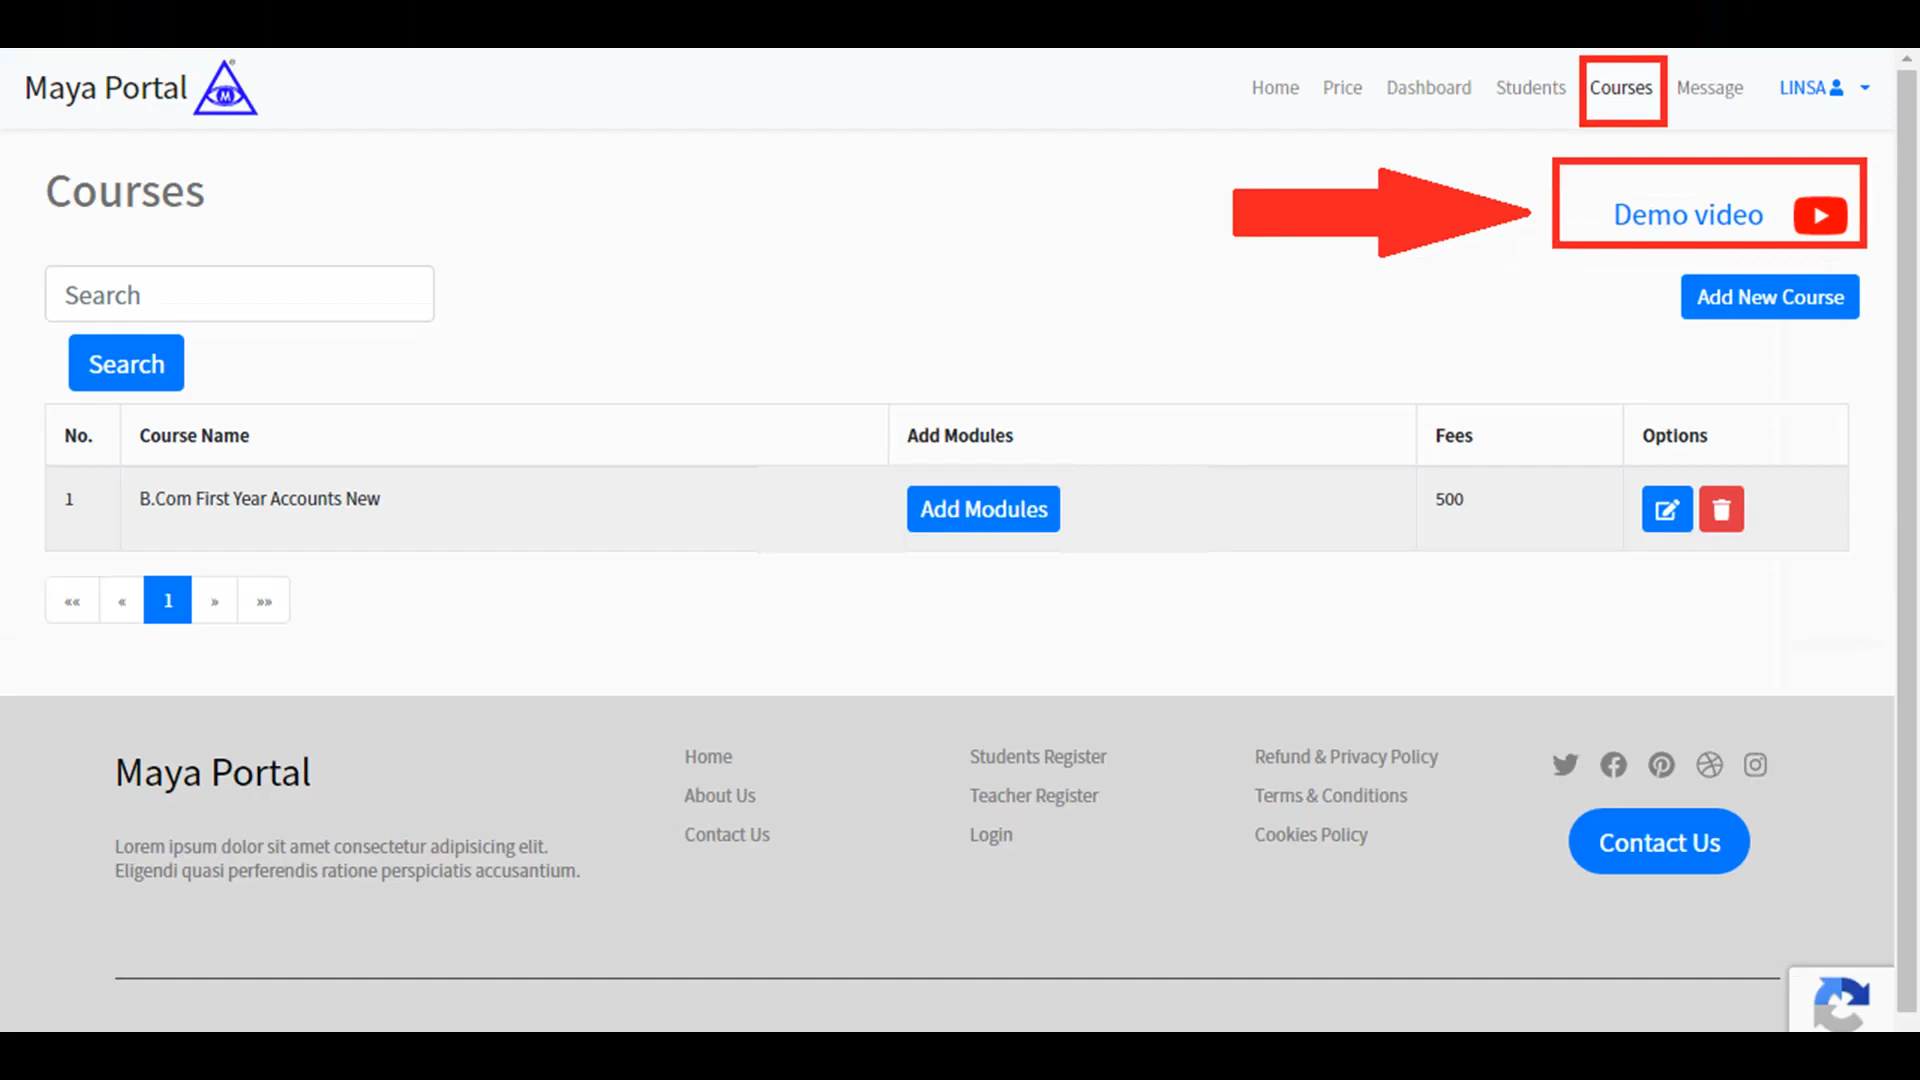 Maya Portal
M
Home Price Dashboard Students Courses Message LINSA
Courses
Demo video
Search
Add New Course
Search
No. Course Name Add Modules Fees Options
1 B.Com First Year Accounts New Add Modules 500
«« « 1 » »»
Maya Portal
Lorem ipsum dolor sit amet consectetur adipisicing elit.
Eligendi quasi perferendis ratione perspiciatis accusantium.
Home
About Us
Contact Us
Students Register
Teacher Register
Login
Refund & Privacy Policy
Terms & Conditions
Cookies Policy
Contact Us